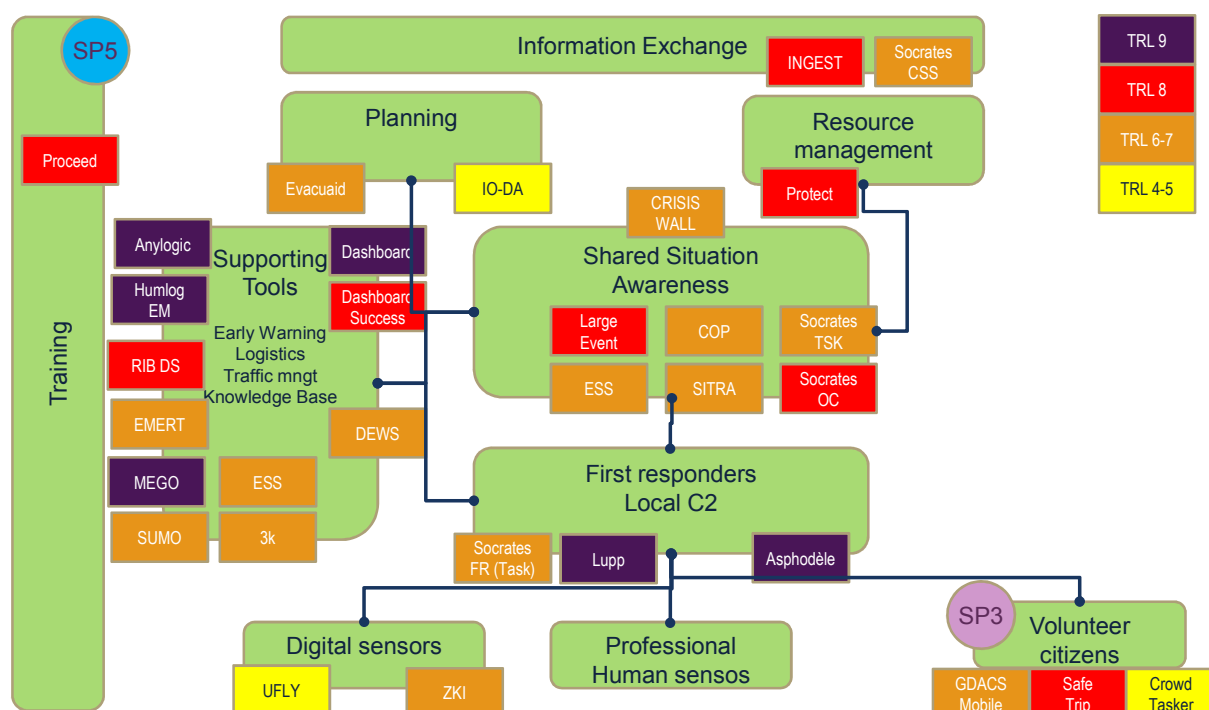 SP5
Training
Proceed
Information Exchange
INGEST
Socrates
CSS
TRL 9
TRL 8
TRL 6-7
TRL 4-5
Planning
Evacuaid
IO-DA
Resource
management
Protect
CRISIS
WALL
Shared Situation
Awareness
Large
Event
COP
Socrates
TSK
ESS
SITRA
Socrates
OC
Anylogic
Humlog
EM
RIB DS
EMERT
MEGO
SUMO
Supporting
Tools
Early Warning
Logistics
Traffic mngt
Knowledge Base
Dashboard
Dashboard
Success
DEWS
ESS
3k
First responders
Local C2
Socrates
FR (Task)
Lupp
Asphodèle
Digital sensors
UFLY
ZKI
Professional
Human sensos
SP3
Volunteer
citizens
GDACS
Mobile
Safe
Trip
Crowd
Tasker